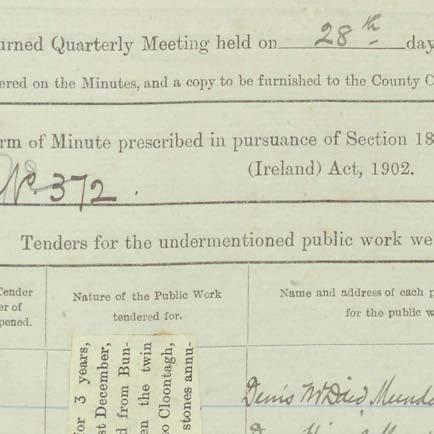 urned Quarterly Meeting held on 28th day
ered on the Minutes, and a copy to be furnished to the County C
rm of Minute prescribed in pursuance of Section 18
(Ireland) Act, 1902.
No. 372.
Tenders for the undermentioned public work we
Tender
er of
pened.
Nature of the Public Work
tendered for.
Name and address of each p
for the public w
for 3 years,
st December,
d from Bun-
en the twin
to Cloontagh,
stones annu-
Denis McDaid